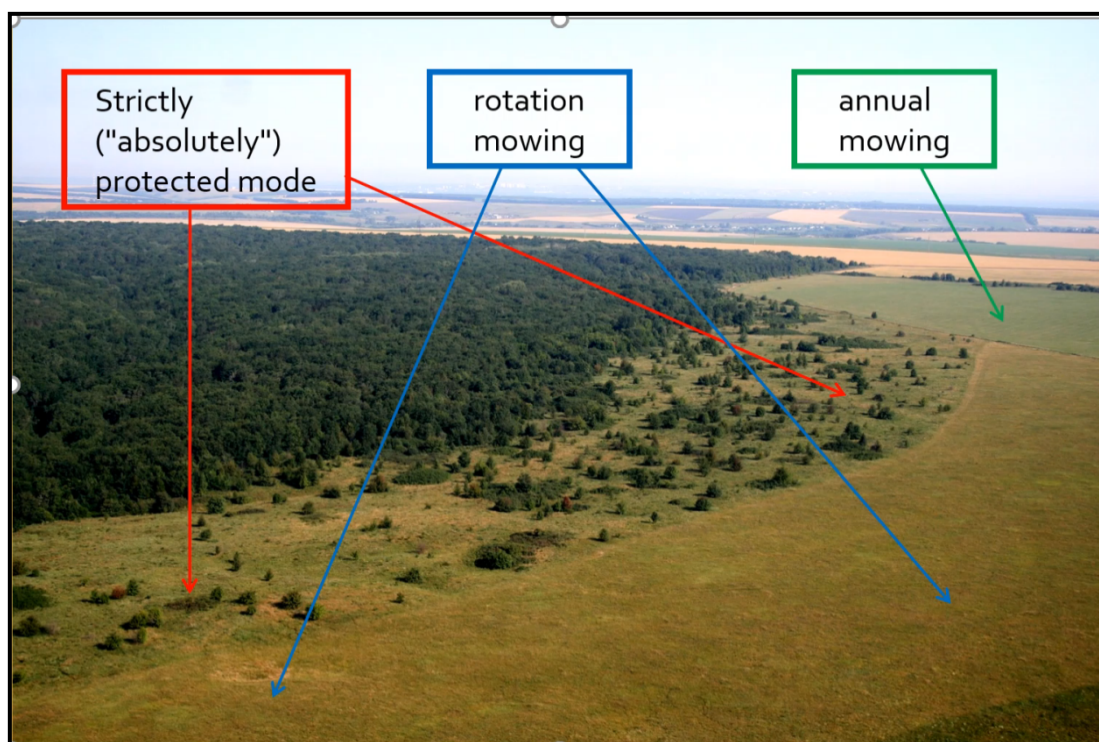 Strictly
("absolutely")
protected mode
rotation
mowing
annual
mowing